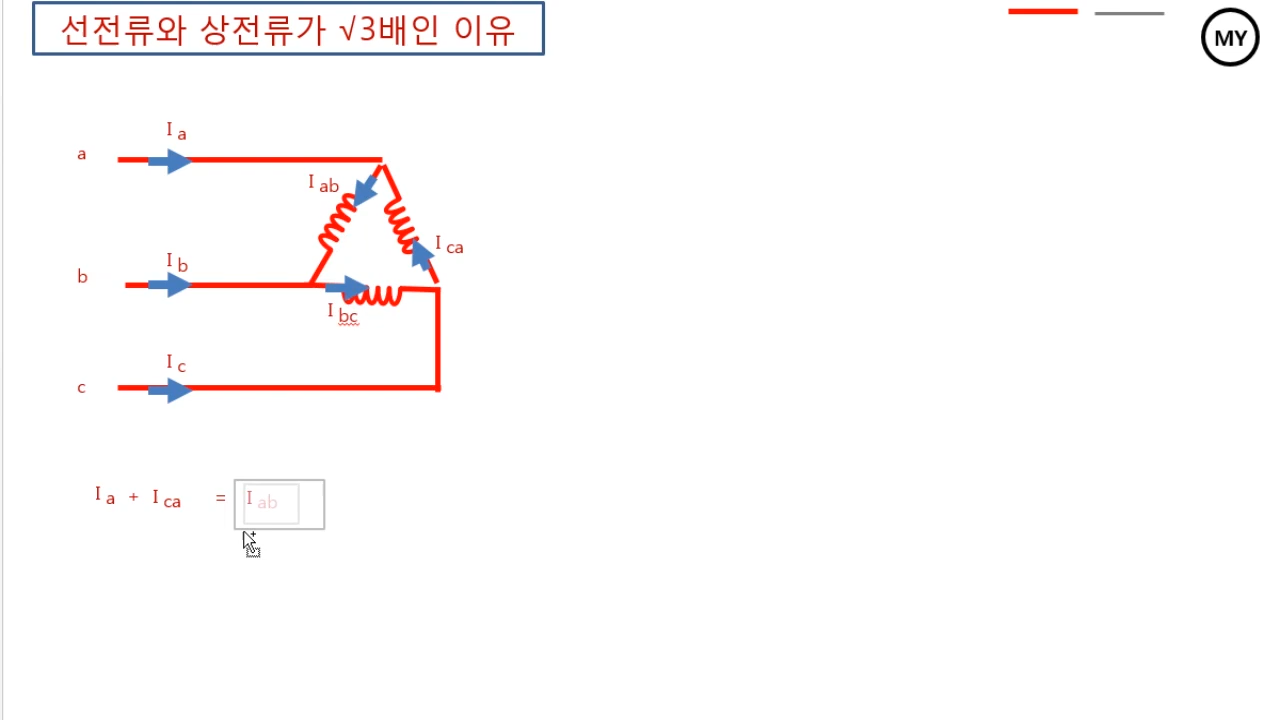 선전류와 상전류가 √3배인 이유
MY
I a
a
I ab
I ca
I b
b
I bc
I c
c
I a + I ca = I ab